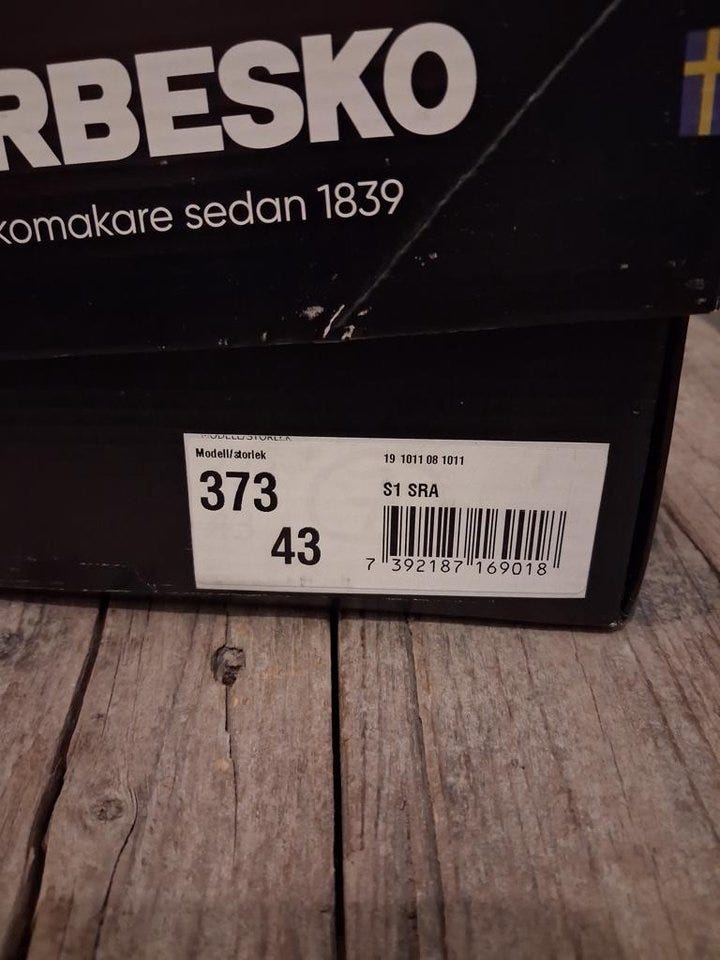 RBESKO
komakare sedan 1839
MODELL/STORLEK
Modell/storlek
373
43
19 1011 08 1011
S1 SRA
7 392187 169018